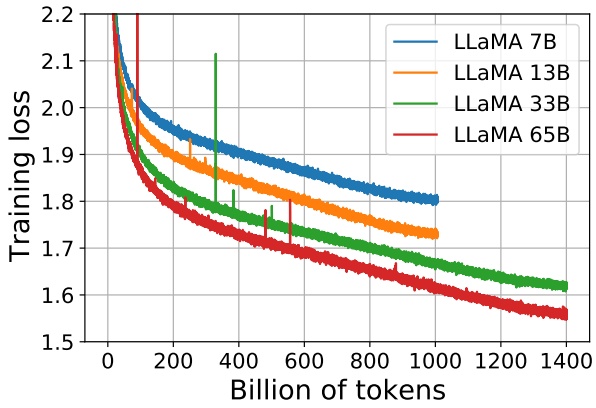 2.2
2.1
2.0
1.9
1.8
1.7
1.6
1.5
Training loss
LLaMA 7B
LLaMA 13B
LLaMA 33B
LLaMA 65B
0 200 400 600 800 1000 1200 1400
Billion of tokens